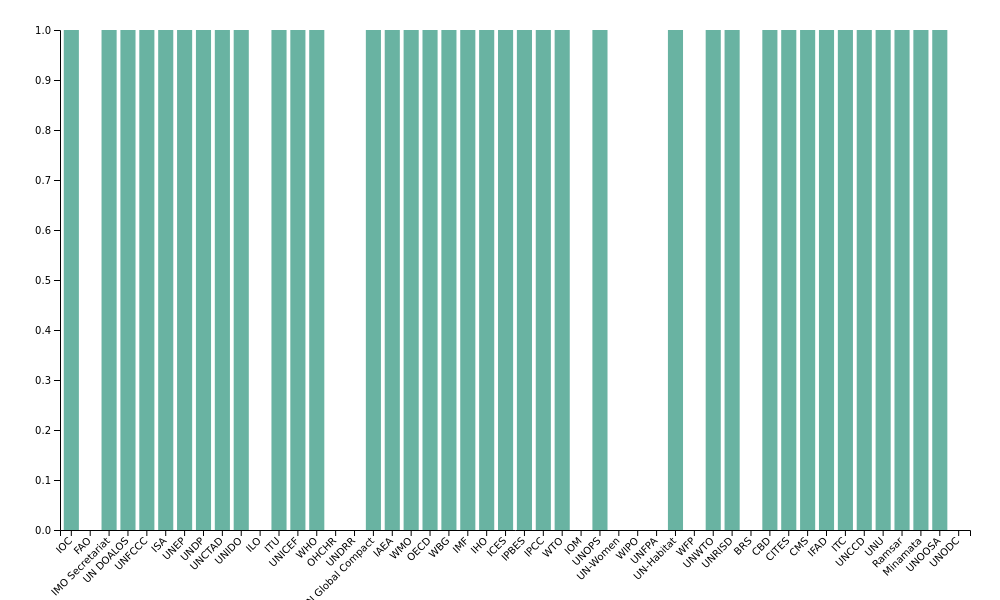 1.0
0.9
0.8
0.7
0.6
0.5
0.4
0.3
0.2
0.1
0.0
IOC
FAO
IMO Secretariat
UN DOALOS
UNFCCC
ISA
UNEP
UNDP
UNCTAD
UNIDO
ILO
ITU
UNICEF
WHO
OHCHR
UNDRR
N Global Compact
IAEA
WMO
OECD
WBG
IMF
IHO
ICES
IPBES
IPCC
WTO
IOM
UNOPS
UN-Women
WIPO
UNFPA
UN-Habitat
WFP
UNWTO
UNRISD
BRS
CBD
CITES
CMS
IFAD
ITC
UNCCD
UNU
Ramsar
Minamata
UNOOSA
UNODC